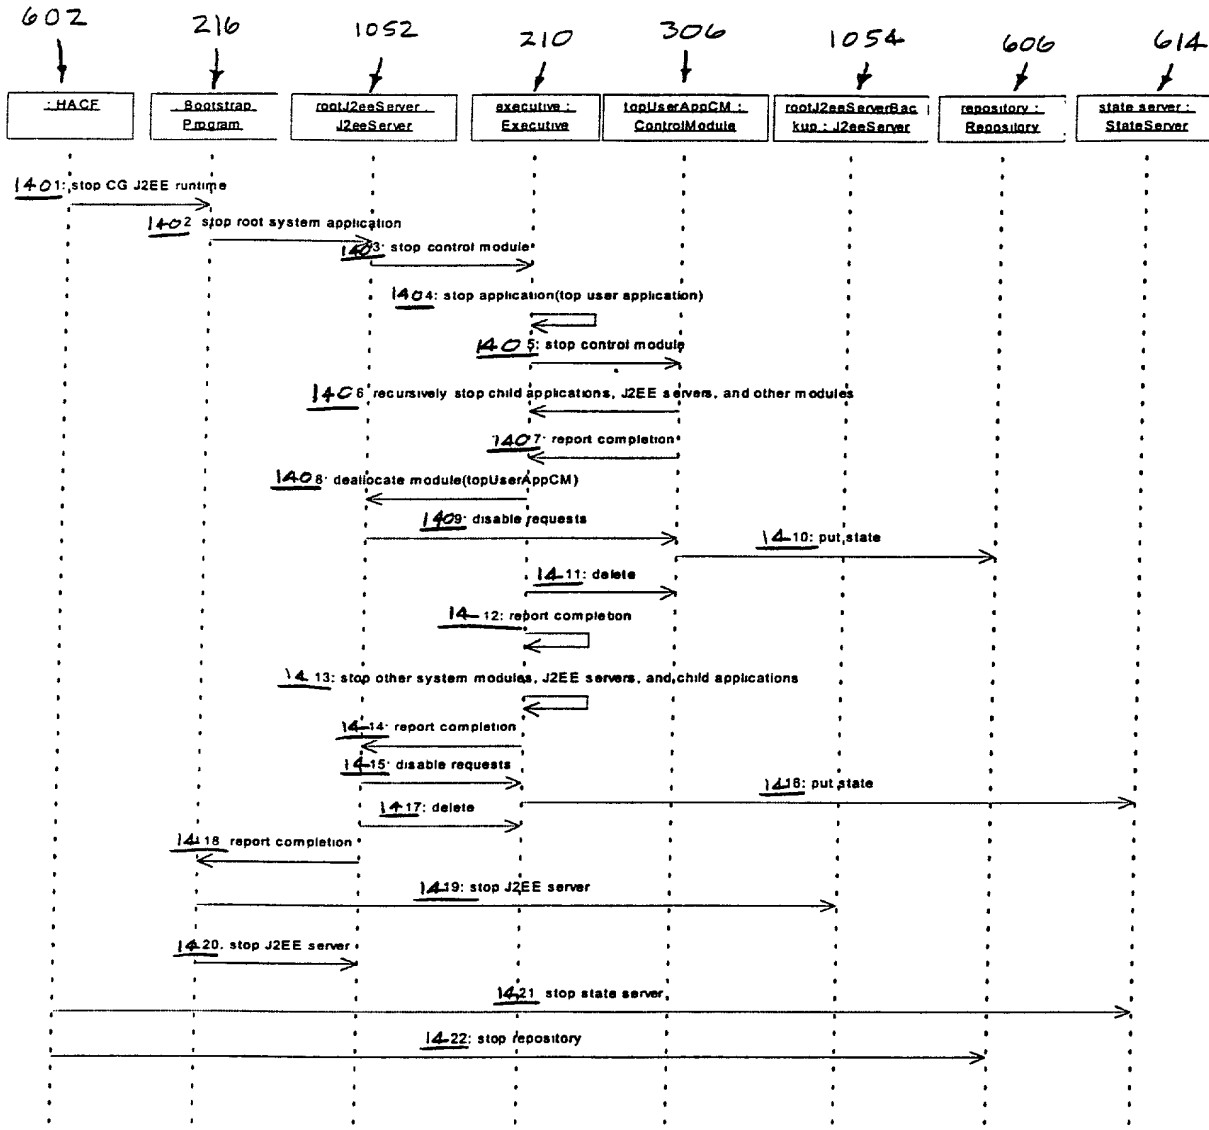 602 216 1052 210 306 1054 606 614
: HACF
Bootstrap
Program
rootJ2eeServer :
J2eeServer
executive :
Executive
topUserAppCM :
ControlModule
rootJ2eeServerBac
kup : J2eeServer
repository :
Repository
state server :
StateServer
1401: stop CG J2EE runtime
1402 stop root system application
1403: stop control module
1404: stop application(top user application)
1405: stop control module
1406 recursively stop child applications, J2EE servers, and other modules
1407: report completion
1408: deallocate module(topUserAppCM)
1409: disable requests
1410: put state
1411: delete
1412: report completion
1413: stop other system modules, J2EE servers, and child applications
1414: report completion
1415: disable requests
1416: put state
1417: delete
1418 report completion
1419: stop J2EE server
1420. stop J2EE server
1421 stop state server
1422: stop repository